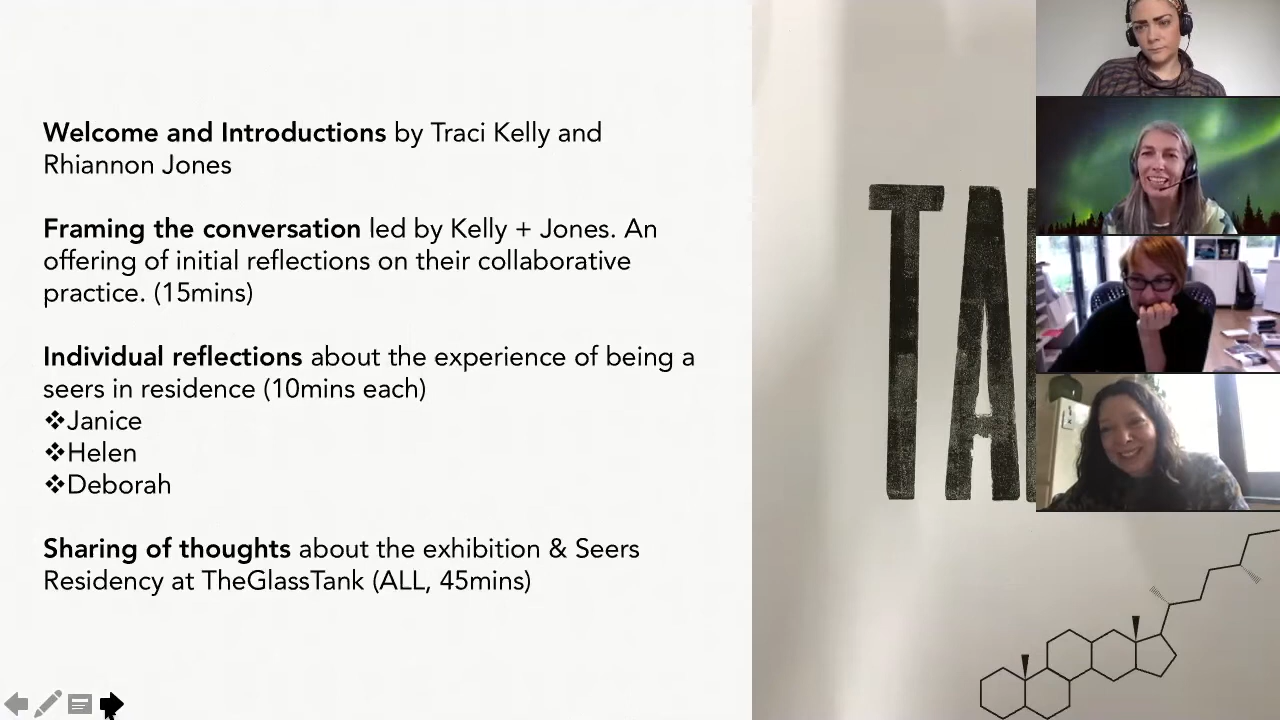 Welcome and Introductions by Traci Kelly and
Rhiannon Jones
Framing the conversation led by Kelly + Jones. An
offering of initial reflections on their collaborative
practice. (15mins)
Individual reflections about the experience of being a
seers in residence (10mins each)
❖Janice
❖Helen
❖Deborah
Sharing of thoughts about the exhibition & Seers
Residency at TheGlassTank (ALL, 45mins)
TA